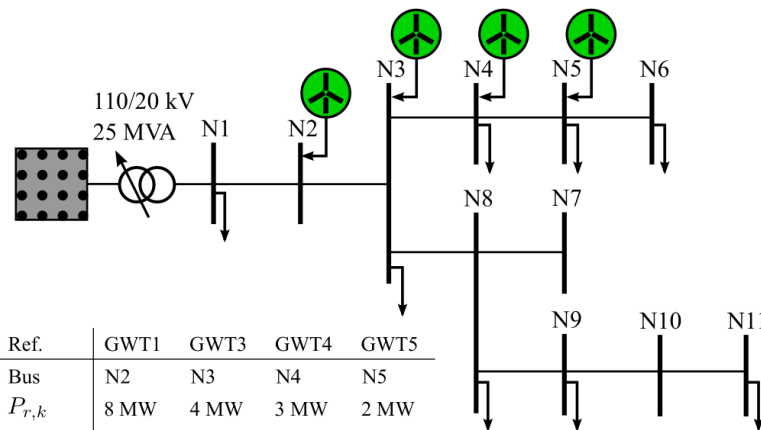 110/20 kV
25 MVA
N1
N2
N3
N4
N5
N6
N8
N7
N9
N10
N11
Ref. GWT1 GWT3 GWT4 GWT5
Bus N2 N3 N4 N5
P_{r,k} 8 MW 4 MW 3 MW 2 MW